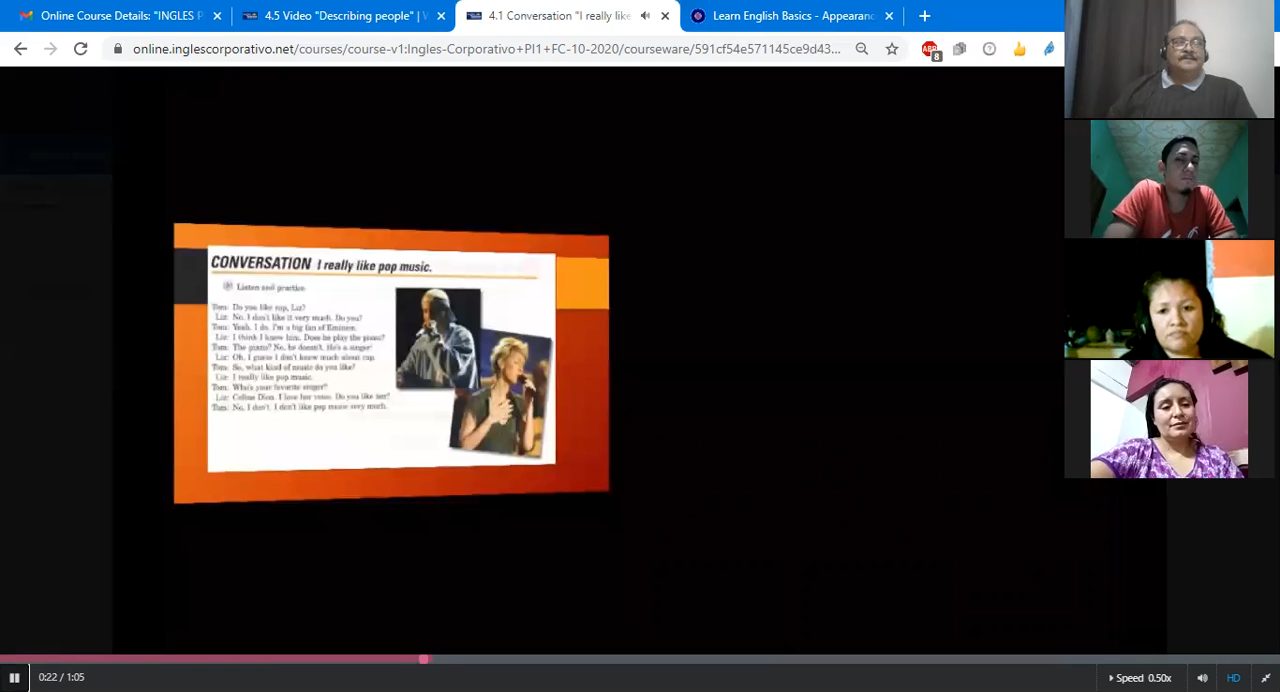 Online Course Details: "INGLES P
4.5 Video "Describing people" | V
4.1 Conversation "I really like
Learn English Basics - Appearanc
online.inglescorporativo.net/courses/course-v1:Ingles-Corporativo+PI1+FC-10-2020/courseware/591cf54e571145ce9d43...
ABP
8
CONVERSATION I really like pop music.
Listen and practice
Tom: Do you like rap, Liz?
Liz: No, I don't like it very much. Do you?
Tom: Yeah, I do. I'm a big fan of Eminem.
Liz: I think I know him. Does he play the piano?
Tom: The piano? No, he doesn't. He's a singer!
Liz: Oh, I guess I don't know much about rap.
Tom: So, what kind of music do you like?
Liz: I really like pop music.
Tom: Who's your favorite singer?
Liz: Celine Dion. I love her voice. Do you like her?
Tom: No, I don't. I don't like pop music very much.
0:22 / 1:05
Speed 0.50x
HD